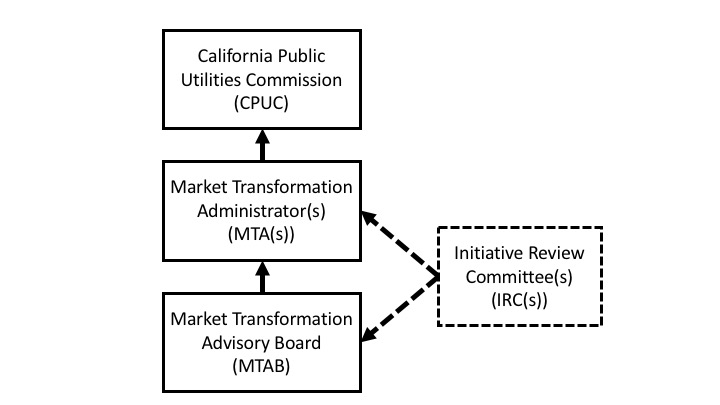 California Public
Utilities Commission
(CPUC)
Market Transformation
Administrator(s)
(MTA(s))
Initiative Review
Committee(s)
(IRC(s))
Market Transformation
Advisory Board
(MTAB)